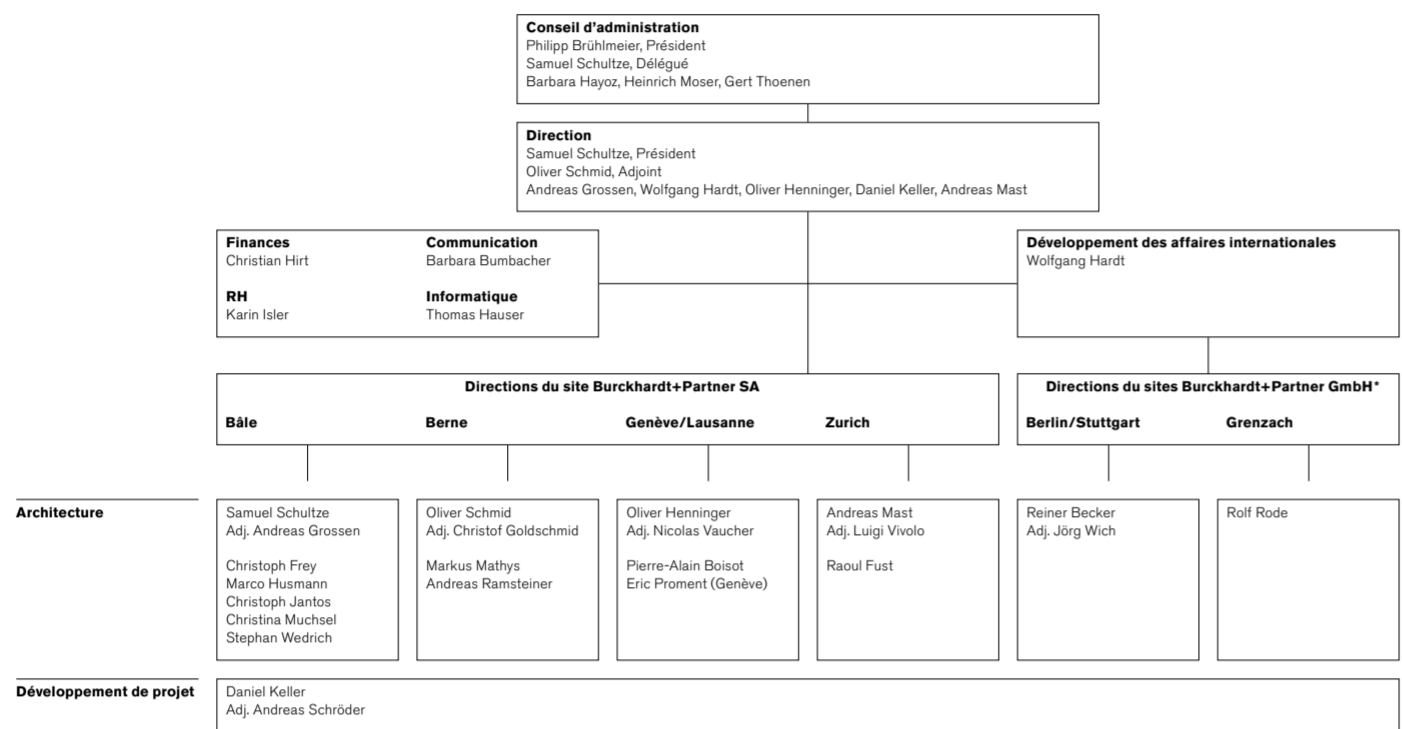 Conseil d'administration
Philipp Brühlmeier, Président
Samuel Schultze, Délégué
Barbara Hayoz, Heinrich Moser, Gert Thoenen
Direction
Samuel Schultze, Président
Oliver Schmid, Adjoint
Andreas Grossen, Wolfgang Hardt, Oliver Henninger, Daniel Keller, Andreas Mast
Finances
Christian Hirt
Communication
Barbara Bumbacher
RH
Karin Isler
Informatique
Thomas Hauser
Développement des affaires internationales
Wolfgang Hardt
Directions du site Burckhardt+Partner SA
Bâle
Berne
Genève/Lausanne
Zurich
Directions du sites Burckhardt+Partner GmbH*
Berlin/Stuttgart
Grenzach
Architecture
Samuel Schultze
Adj. Andreas Grossen
Christoph Frey
Marco Husmann
Christoph Jantos
Christina Muchsel
Stephan Wedrich
Oliver Schmid
Adj. Christof Goldschmid
Markus Mathys
Andreas Ramsteiner
Oliver Henninger
Adj. Nicolas Vaucher
Pierre-Alain Boisot
Eric Proment (Genève)
Andreas Mast
Adj. Luigi Vivolo
Raoul Fust
Reiner Becker
Adj. Jörg Wich
Rolf Rode
Développement de projet
Daniel Keller
Adj. Andreas Schröder